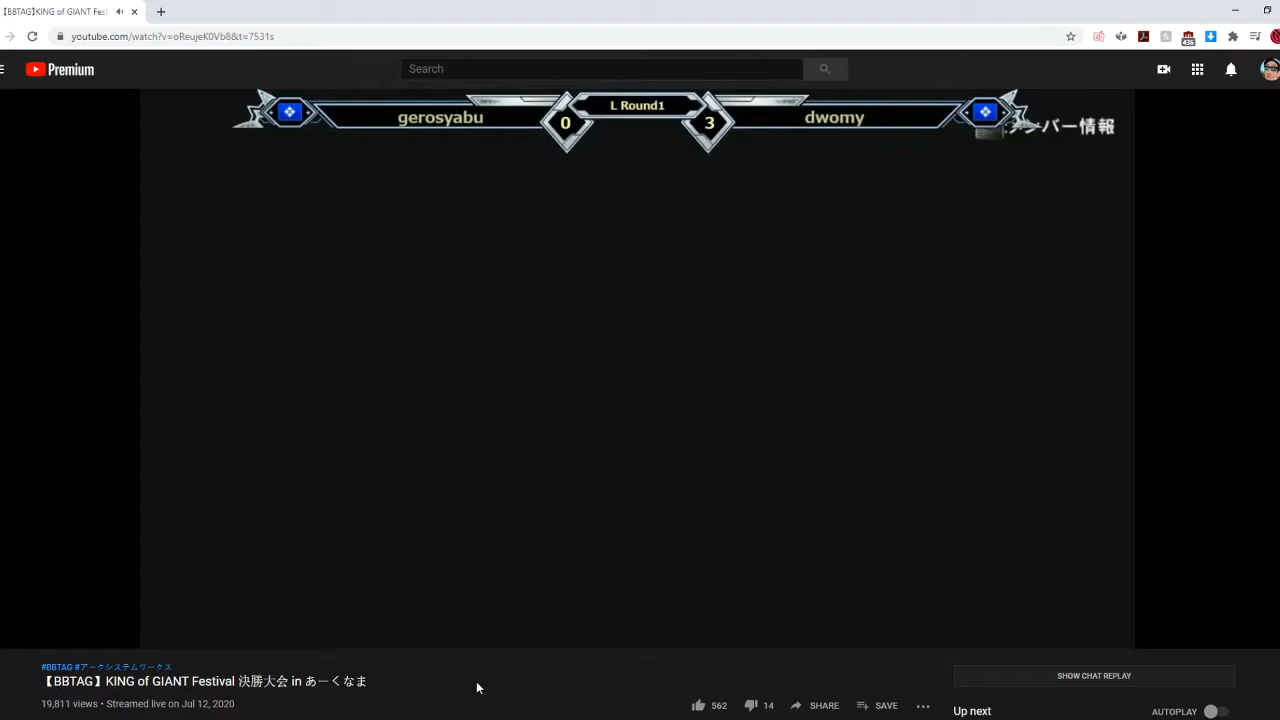 【BBTAG】KING of GIANT Fest
youtube.com/watch?v=oReujeK0Vb8&t=7531s
Premium
Search
L Round1
gerosyabu
0
3
dwomy
メンバー情報
#BBTAG #アークシステムワークス
【BBTAG】KING of GIANT Festival 決勝大会 in あーくなま
19,811 views • Streamed live on Jul 12, 2020
562
14
SHARE
SAVE
SHOW CHAT REPLAY
Up next
AUTOPLAY